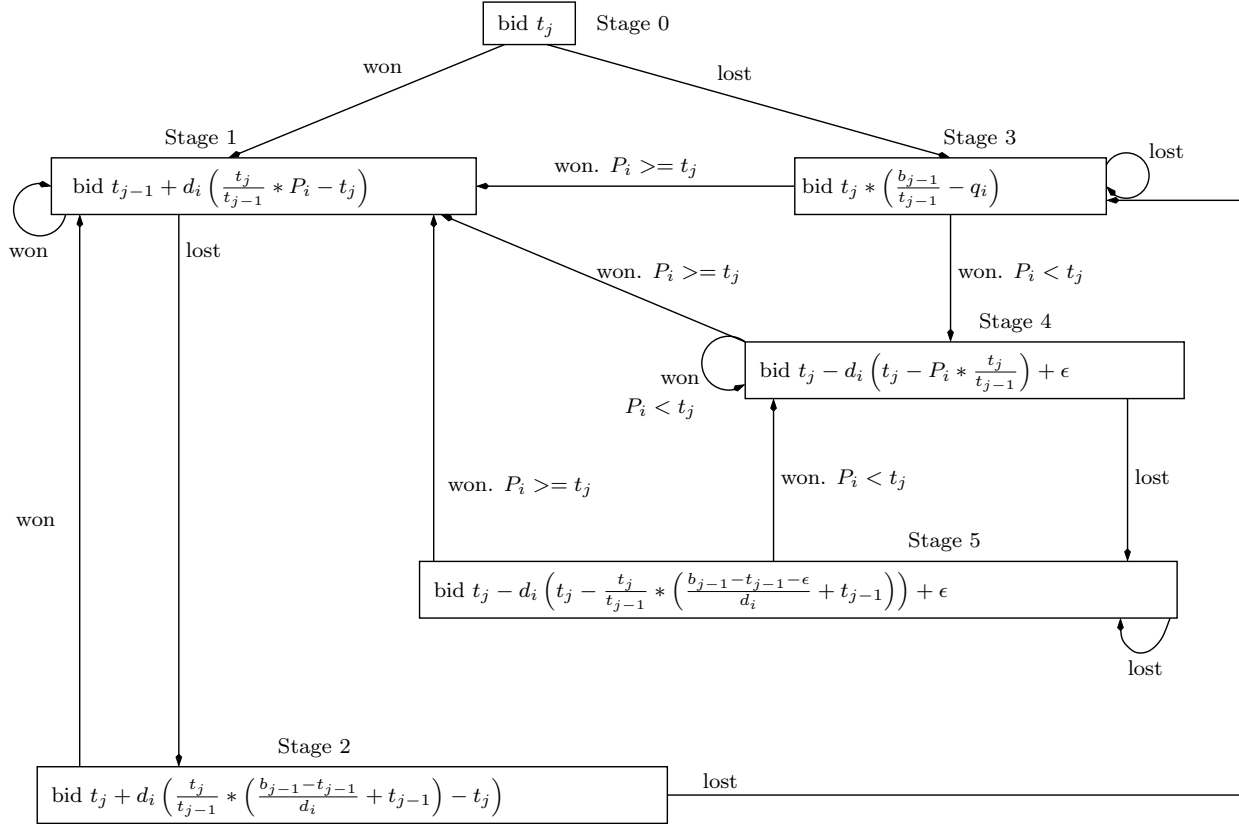 bid $t_j$ Stage 0
won
lost
Stage 1
Stage 3
bid $t_{j-1} + d_i \left( \frac{t_j}{t_{j-1}} * P_i - t_j \right)$
won. $P_i >= t_j$
bid $t_j * \left( \frac{b_{j-1}}{t_{j-1}} - q_i \right)$
lost
won
lost
won. $P_i >= t_j$
won. $P_i < t_j$
Stage 4
bid $t_j - d_i \left( t_j - P_i * \frac{t_j}{t_{j-1}} \right) + \epsilon$
won
$P_i < t_j$
won. $P_i >= t_j$
won. $P_i < t_j$
lost
won
Stage 5
bid $t_j - d_i \left( t_j - \frac{t_j}{t_{j-1}} * \left( \frac{b_{j-1} - t_{j-1} - \epsilon}{d_i} + t_{j-1} \right) \right) + \epsilon$
lost
Stage 2
bid $t_j + d_i \left( \frac{t_j}{t_{j-1}} * \left( \frac{b_{j-1} - t_{j-1}}{d_i} + t_{j-1} \right) - t_j \right)$
lost